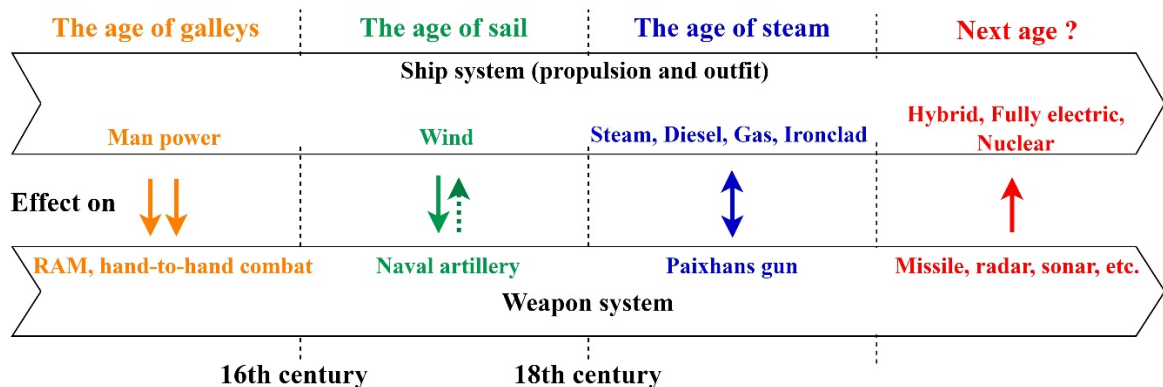 The age of galleys
The age of sail
The age of steam
Next age ?
Ship system (propulsion and outfit)
Man power
Wind
Steam, Diesel, Gas, Ironclad
Hybrid, Fully electric,
Nuclear
Effect on
RAM, hand-to-hand combat
Naval artillery
Paixhans gun
Missile, radar, sonar, etc.
Weapon system
16th century
18th century